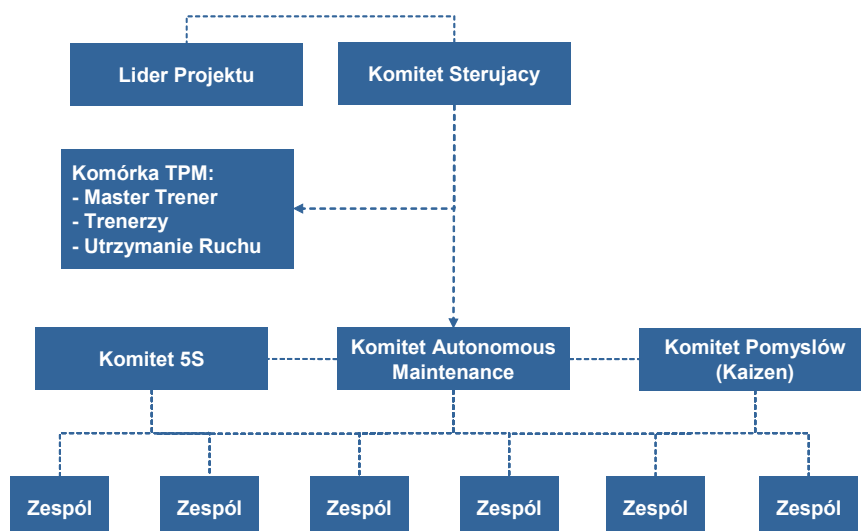 Lider Projektu
Komitet Sterujacy
Komórka TPM:
- Master Trener
- Trenerzy
- Utrzymanie Ruchu
Komitet 5S
Komitet Autonomous
Maintenance
Komitet Pomyslów
(Kaizen)
Zespól
Zespól
Zespól
Zespól
Zespól
Zespól